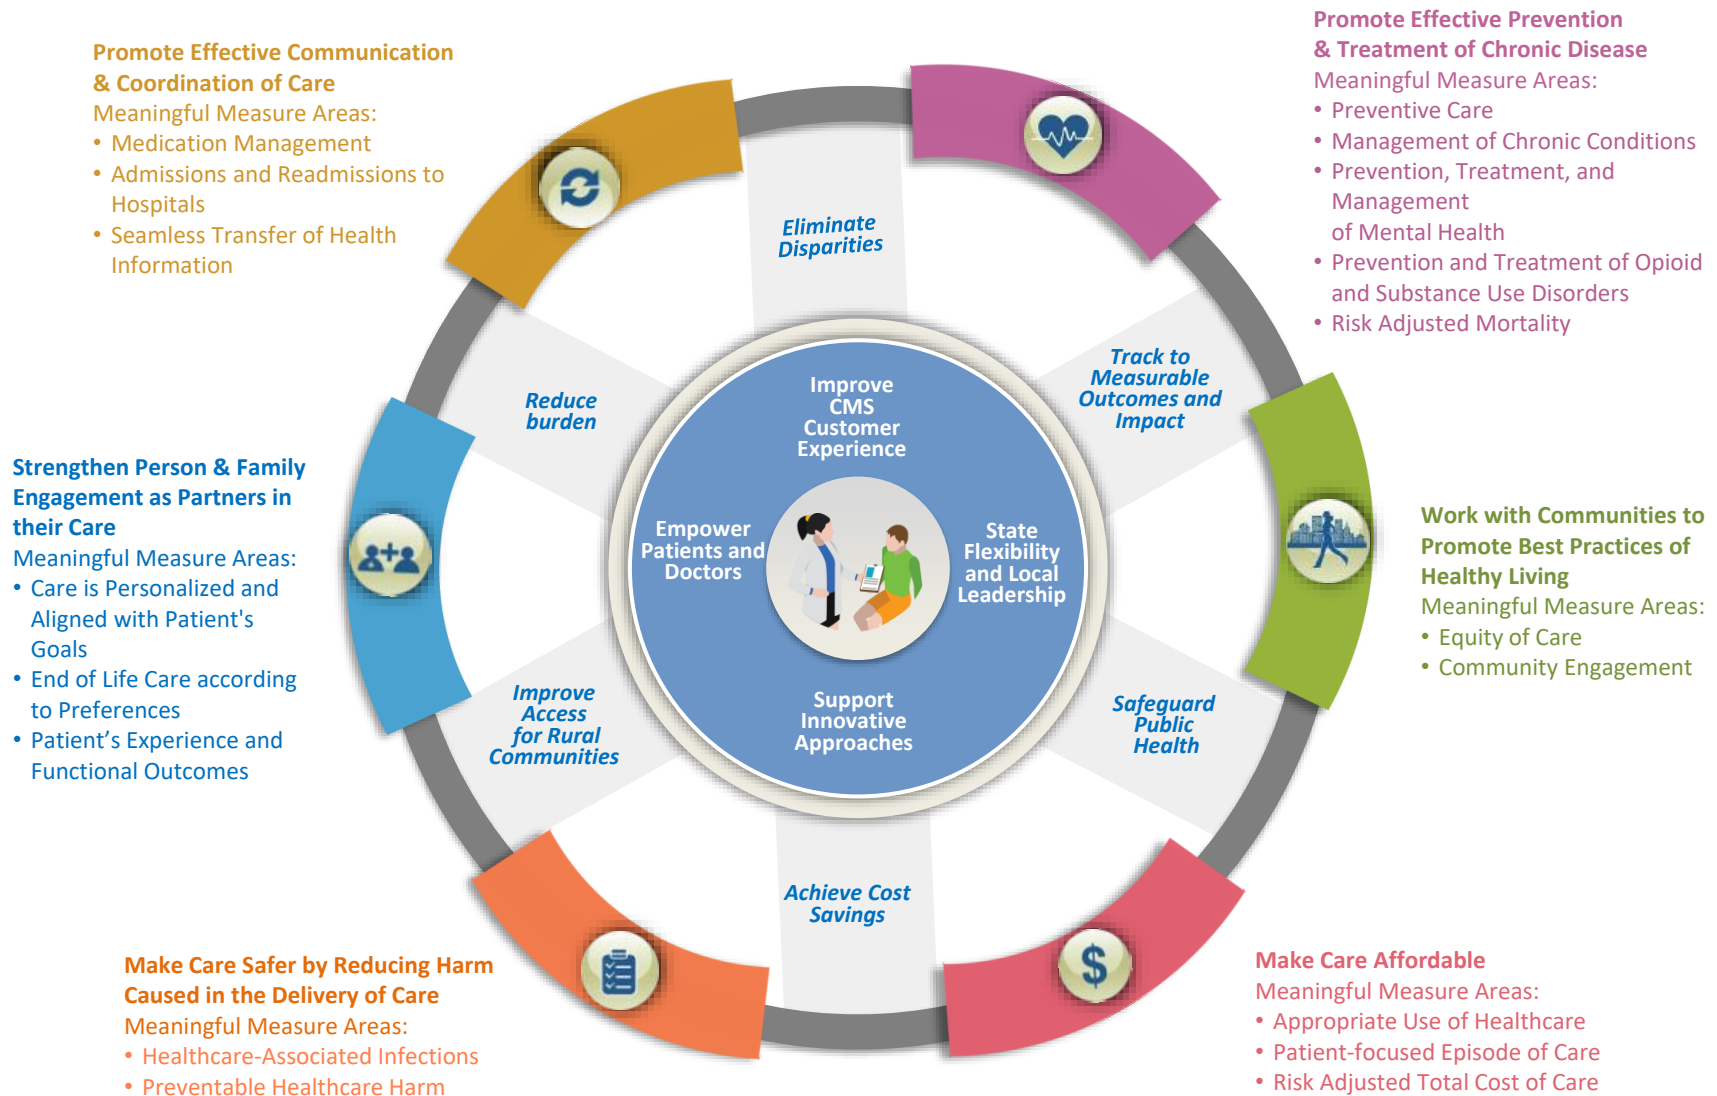 Promote Effective Communication
& Coordination of Care
Meaningful Measure Areas:
• Medication Management
• Admissions and Readmissions to
Hospitals
• Seamless Transfer of Health
Information
Promote Effective Prevention
& Treatment of Chronic Disease
Meaningful Measure Areas:
• Preventive Care
• Management of Chronic Conditions
• Prevention, Treatment, and
Management
of Mental Health
• Prevention and Treatment of Opioid
and Substance Use Disorders
• Risk Adjusted Mortality
Eliminate
Disparities
Reduce
burden
Track to
Measurable
Outcomes and
Impact
Improve
CMS
Customer
Experience
Empower
Patients and
Doctors
State
Flexibility
and Local
Leadership
Support
Innovative
Approaches
Strengthen Person & Family
Engagement as Partners in
their Care
Meaningful Measure Areas:
• Care is Personalized and
Aligned with Patient's
Goals
• End of Life Care according
to Preferences
• Patient’s Experience and
Functional Outcomes
Work with Communities to
Promote Best Practices of
Healthy Living
Meaningful Measure Areas:
• Equity of Care
• Community Engagement
Improve
Access
for Rural
Communities
Safeguard
Public
Health
Achieve Cost
Savings
$
Make Care Safer by Reducing Harm
Caused in the Delivery of Care
Meaningful Measure Areas:
• Healthcare-Associated Infections
• Preventable Healthcare Harm
Make Care Affordable
Meaningful Measure Areas:
• Appropriate Use of Healthcare
• Patient-focused Episode of Care
• Risk Adjusted Total Cost of Care